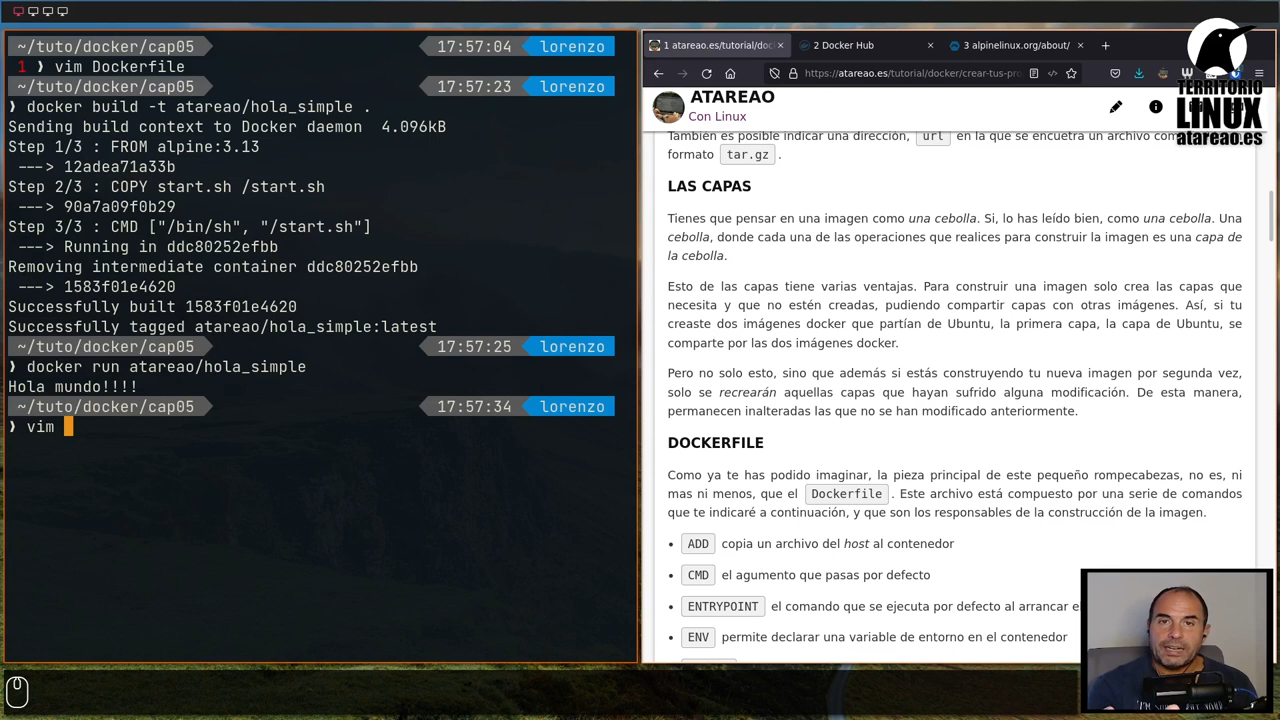 ~/tuto/docker/cap05 17:57:04 lorenzo
1 ❯ vim Dockerfile
~/tuto/docker/cap05 17:57:23 lorenzo
❯ docker build -t atareao/hola_simple .
Sending build context to Docker daemon  4.096kB
Step 1/3 : FROM alpine:3.13
---> 12adea71a33b
Step 2/3 : COPY start.sh /start.sh
---> 90a7a09f0b29
Step 3/3 : CMD ["/bin/sh", "/start.sh"]
---> Running in ddc80252efbb
Removing intermediate container ddc80252efbb
---> 1583f01e4620
Successfully built 1583f01e4620
Successfully tagged atareao/hola_simple:latest
~/tuto/docker/cap05 17:57:25 lorenzo
❯ docker run atareao/hola_simple
Hola mundo!!!!
~/tuto/docker/cap05 17:57:34 lorenzo
❯ vim
1 atareao.es/tutorial/doc 2 Docker Hub 3 alpinelinux.org/about/
https://atareao.es/tutorial/docker/crear-tus-pro
TERRITORIO
LINUX
atareao.es
ATAREAO
Con Linux
También es posible indicar una dirección, url en la que se encuetra un archivo com
formato tar.gz .
LAS CAPAS
Tienes que pensar en una imagen como una cebolla. Si, lo has leído bien, como una cebolla. Una
cebolla, donde cada una de las operaciones que realices para construir la imagen es una capa de
la cebolla.
Esto de las capas tiene varias ventajas. Para construir una imagen solo crea las capas que
necesita y que no estén creadas, pudiendo compartir capas con otras imágenes. Así, si tu
creaste dos imágenes docker que partían de Ubuntu, la primera capa, la capa de Ubuntu, se
comparte por las dos imágenes docker.
Pero no solo esto, sino que además si estás construyendo tu nueva imagen por segunda vez,
solo se recrearán aquellas capas que hayan sufrido alguna modificación. De esta manera,
permanecen inalteradas las que no se han modificado anteriormente.
DOCKERFILE
Como ya te has podido imaginar, la pieza principal de este pequeño rompecabezas, no es, ni
mas ni menos, que el Dockerfile . Este archivo está compuesto por una serie de comandos
que te indicaré a continuación, y que son los responsables de la construcción de la imagen.
• ADD copia un archivo del host al contenedor
• CMD el agumento que pasas por defecto
• ENTRYPOINT el comando que se ejecuta por defecto al arrancar e
• ENV permite declarar una variable de entorno en el contenedor